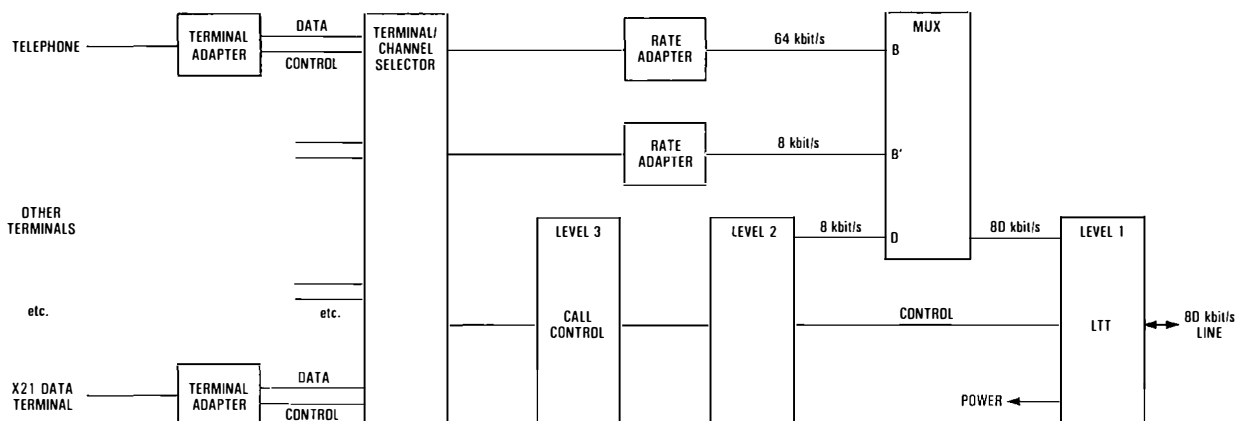 TELEPHONE
TERMINAL
ADAPTER
DATA
CONTROL
TERMINAL/
CHANNEL
SELECTOR
RATE
ADAPTER
64 kbit/s
MUX
B
RATE
ADAPTER
8 kbit/s
B'
OTHER
TERMINALS
LEVEL 3
CALL
CONTROL
LEVEL 2
8 kbit/s
D
80 kbit/s
LEVEL 1
LTT
CONTROL
80 kbit/s
LINE
etc.
etc.
X21 DATA
TERMINAL
TERMINAL
ADAPTER
DATA
CONTROL
POWER